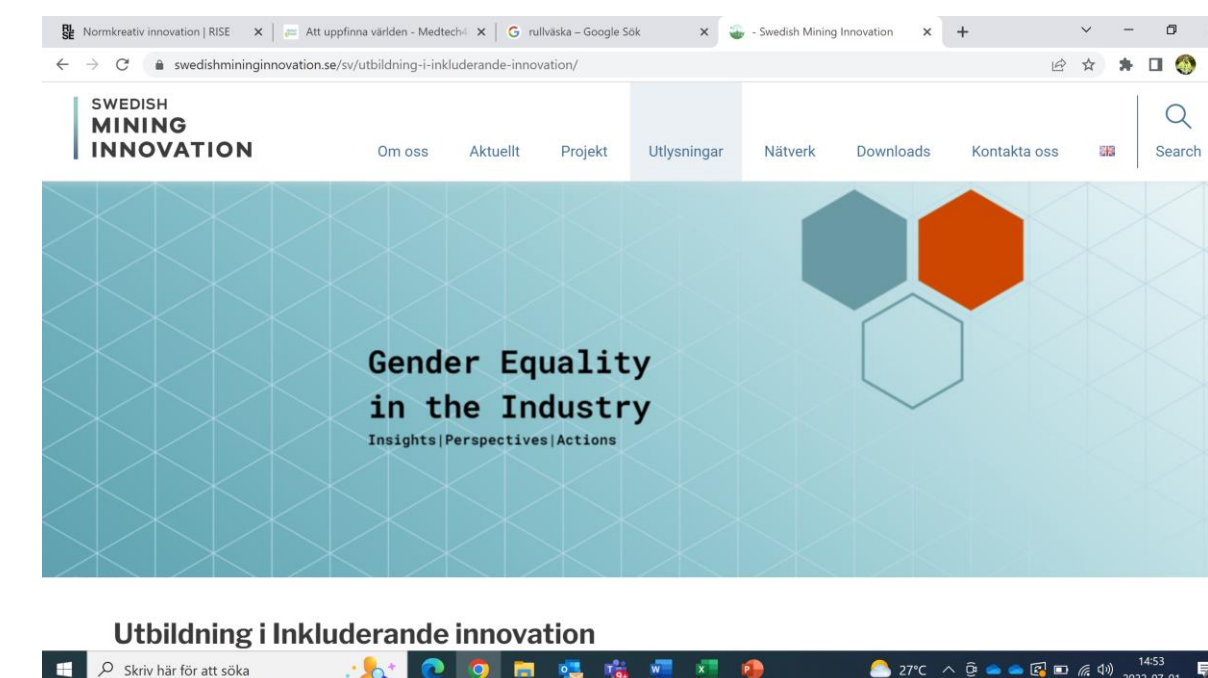 RI. SE
Normkreativ innovation | RISE
Att uppfinna världen - Medtech4
rullväska – Google Sök
- Swedish Mining Innovation
swedishmininginnovation.se/sv/utbildning-i-inkluderande-innovation/
SWEDISH
MINING
INNOVATION
Om oss Aktuellt Projekt Utlysningar Nätverk Downloads Kontakta oss Search
Gender Equality
in the Industry
Insights|Perspectives|Actions
Utbildning i Inkluderande innovation
Skriv här för att söka
27°C
14:53